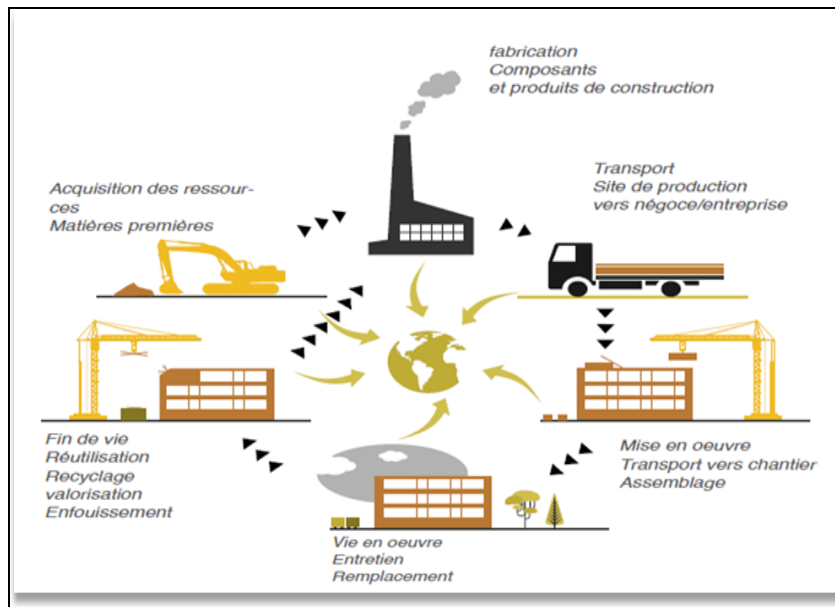 fabrication
Composants
et produits de construction
Acquisition des ressour-
ces
Matières premières
Transport
Site de production
vers négoce/entreprise
Fin de vie
Réutilisation
Recyclage
valorisation
Enfouissement
Mise en oeuvre
Transport vers chantier
Assemblage
Vie en oeuvre
Entretien
Remplacement